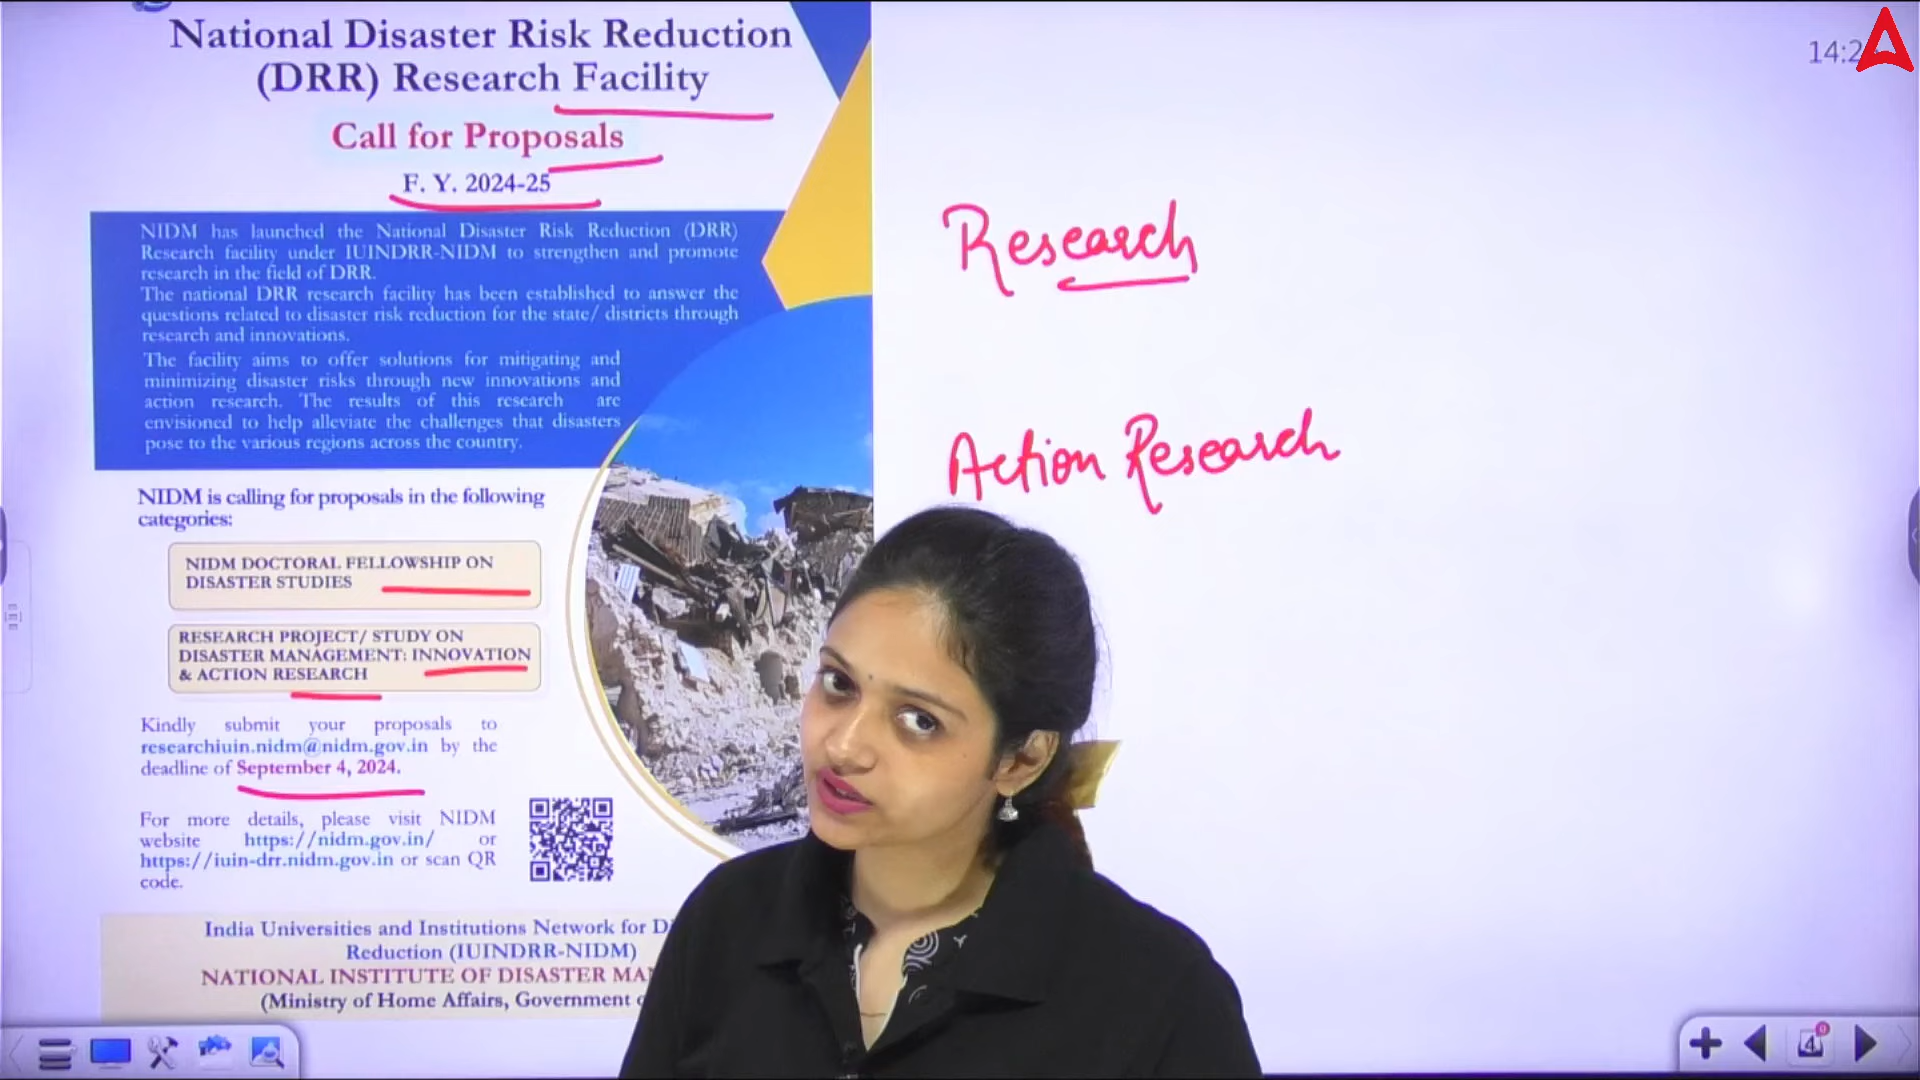 National Disaster Risk Reduction
(DRR) Research Facility
Call for Proposals
F. Y. 2024-25
NIDM has launched the National Disaster Risk Reduction (DRR)
Research facility under IUINDRR-NIDM to strengthen and promote
research in the field of DRR.
The national DRR research facility has been established to answer the
questions related to disaster risk reduction for the state/ districts through
research and innovations.
The facility aims to offer solutions for mitigating and
minimizing disaster risks through new innovations and
action research. The results of this research are
envisioned to help alleviate the challenges that disasters
pose to the various regions across the country.
NIDM is calling for proposals in the following
categories:
NIDM DOCTORAL FELLOWSHIP ON
DISASTER STUDIES
RESEARCH PROJECT/ STUDY ON
DISASTER MANAGEMENT: INNOVATION
& ACTION RESEARCH
Kindly submit your proposals to
researchiuin.nidm@nidm.gov.in by the
deadline of September 4, 2024.
For more details, please visit NIDM
website https://nidm.gov.in/ or
https://iuin-drr.nidm.gov.in or scan QR
code.
India Universities and Institutions Network for
Reduction (IUINDRR-NIDM)
NATIONAL INSTITUTE OF DISASTER
(Ministry of Home Affairs, Government
Research
Action Research
14:2
4
0